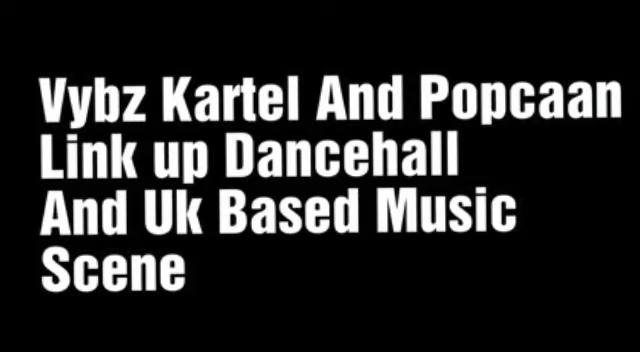 Vybz Kartel And Popcaan
Link up Dancehall
And Uk Based Music
Scene